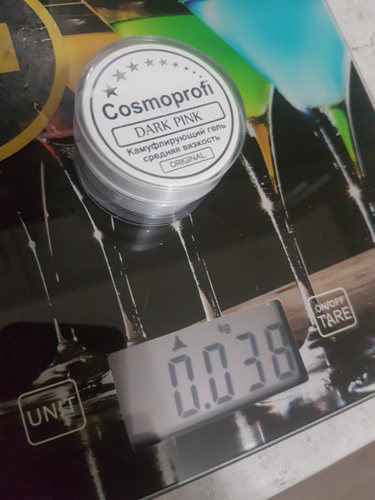 Cosmoprofi
DARK PINK
Камуфлирующий гель
средняя вязкость
ORIGINAL
0.038
ON/OFF
TARE
UNIT